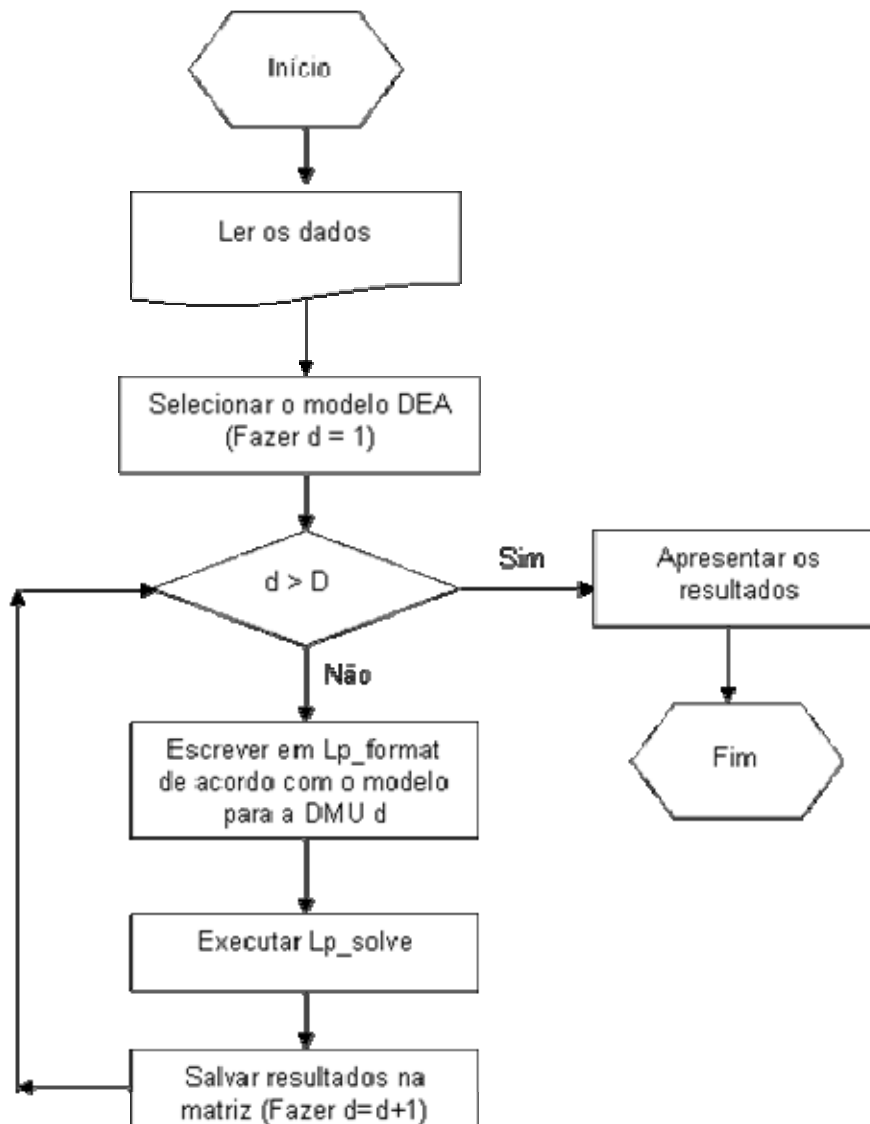 Início
Ler os dados
Selecionar o modelo DEA
(Fazer d = 1)
d > D
Sim
Apresentar os
resultados
Não
Fim
Escrever em Lp_format
de acordo com o modelo
para a DMU d
Executar Lp_solve
Salvar resultados na
matriz (Fazer d=d+1)